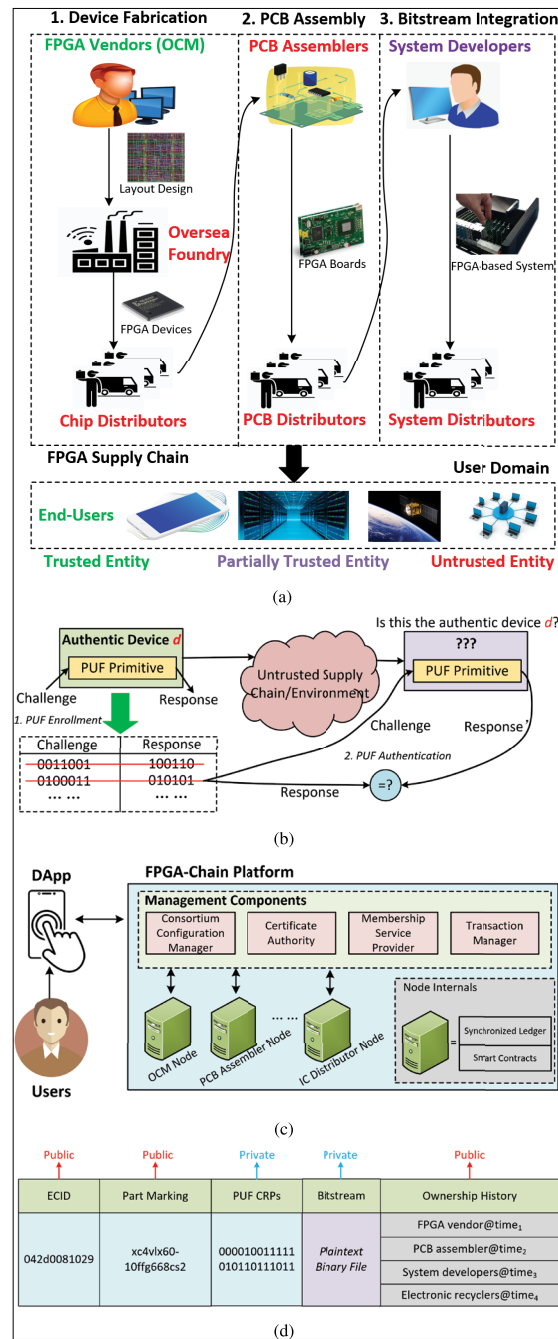 1. Device Fabrication
2. PCB Assembly
3. Bitstream Integration
FPGA Vendors (OCM)
PCB Assemblers
System Developers
Layout Design
Oversea
Foundry
FPGA Boards
FPGA-based System
FPGA Devices
Chip Distributors
PCB Distributors
System Distributors
FPGA Supply Chain
User Domain
End-Users
Trusted Entity
Partially Trusted Entity
Untrusted Entity
(a)
Is this the authentic device d?
Authentic Device d
???
PUF Primitive
Untrusted Supply
Chain/Environment
PUF Primitive
Challenge
Response
Challenge
Response
1. PUF Enrollment
Challenge
Response
0011001
100110
0100011
010101
... ...
... ...
2. PUF Authentication
Response
=?
(b)
DApp
FPGA-Chain Platform
Management Components
Consortium
Configuration
Manager
Certificate
Authority
Membership
Service
Provider
Transaction
Manager
... ...
OCM Node
PCB Assembler Node
IC Distributor Node
Node Internals
=
Synchronized Ledger
Smart Contracts
Users
(c)
Public
Public
Private
Private
Public
ECID
Part Marking
PUF CRPs
Bitstream
Ownership History
042d0081029
xc4vlx60-
10ffg668cs2
000010011111
010110111011
Plaintext
Binary File
FPGA vendor@time1
PCB assembler@time2
System developers@time3
Electronic recyclers@time4
(d)